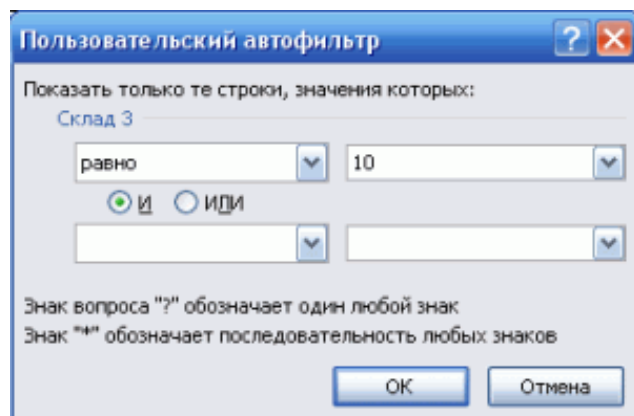 Пользовательский автофильтр
Показать только те строки, значения которых:
Склад 3
равно 10
И ИЛИ
Знак вопроса "?" обозначает один любой знак
Знак "*" обозначает последовательность любых знаков
ОК Отмена